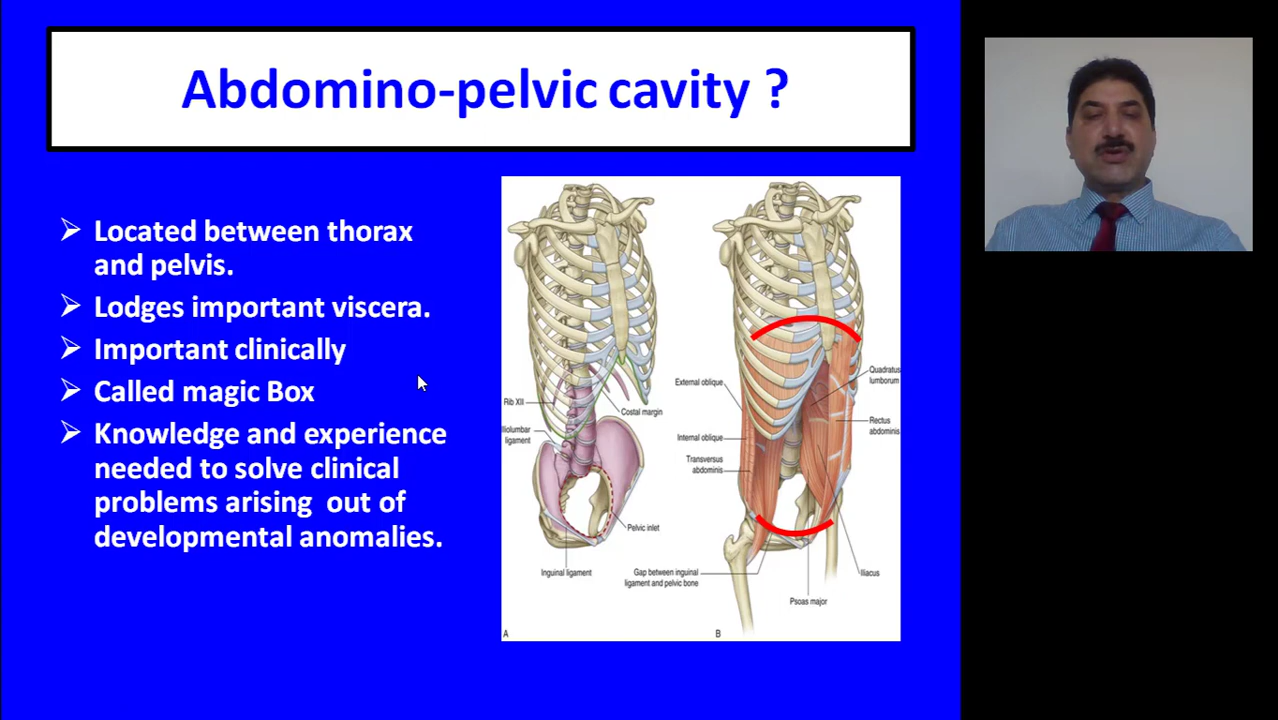 Abdomino-pelvic cavity ?
➢ Located between thorax
and pelvis.
➢ Lodges important viscera.
➢ Important clinically
➢ Called magic Box
➢ Knowledge and experience
needed to solve clinical
problems arising out of
developmental anomalies.
Rib XII
Costal margin
Iliolumbar
ligament
Pelvic inlet
Inguinal ligament
A
External oblique
Quadratus
lumborum
Internal oblique
Rectus
abdominis
Transversus
abdominis
Gap between inguinal
ligament and pelvic bone
Iliacus
Psoas major
B